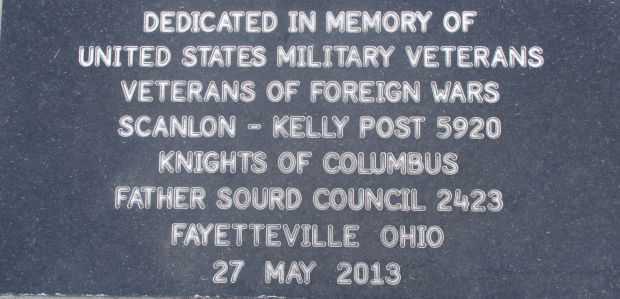 DEDICATED IN MEMORY OF
UNITED STATES MILITARY VETERANS
VETERANS OF FOREIGN WARS
SCANLON - KELLY POST 5920
KNIGHTS OF COLUMBUS
FATHER SOURD COUNCIL 2423
FAYETTEVILLE OHIO
27 MAY 2013